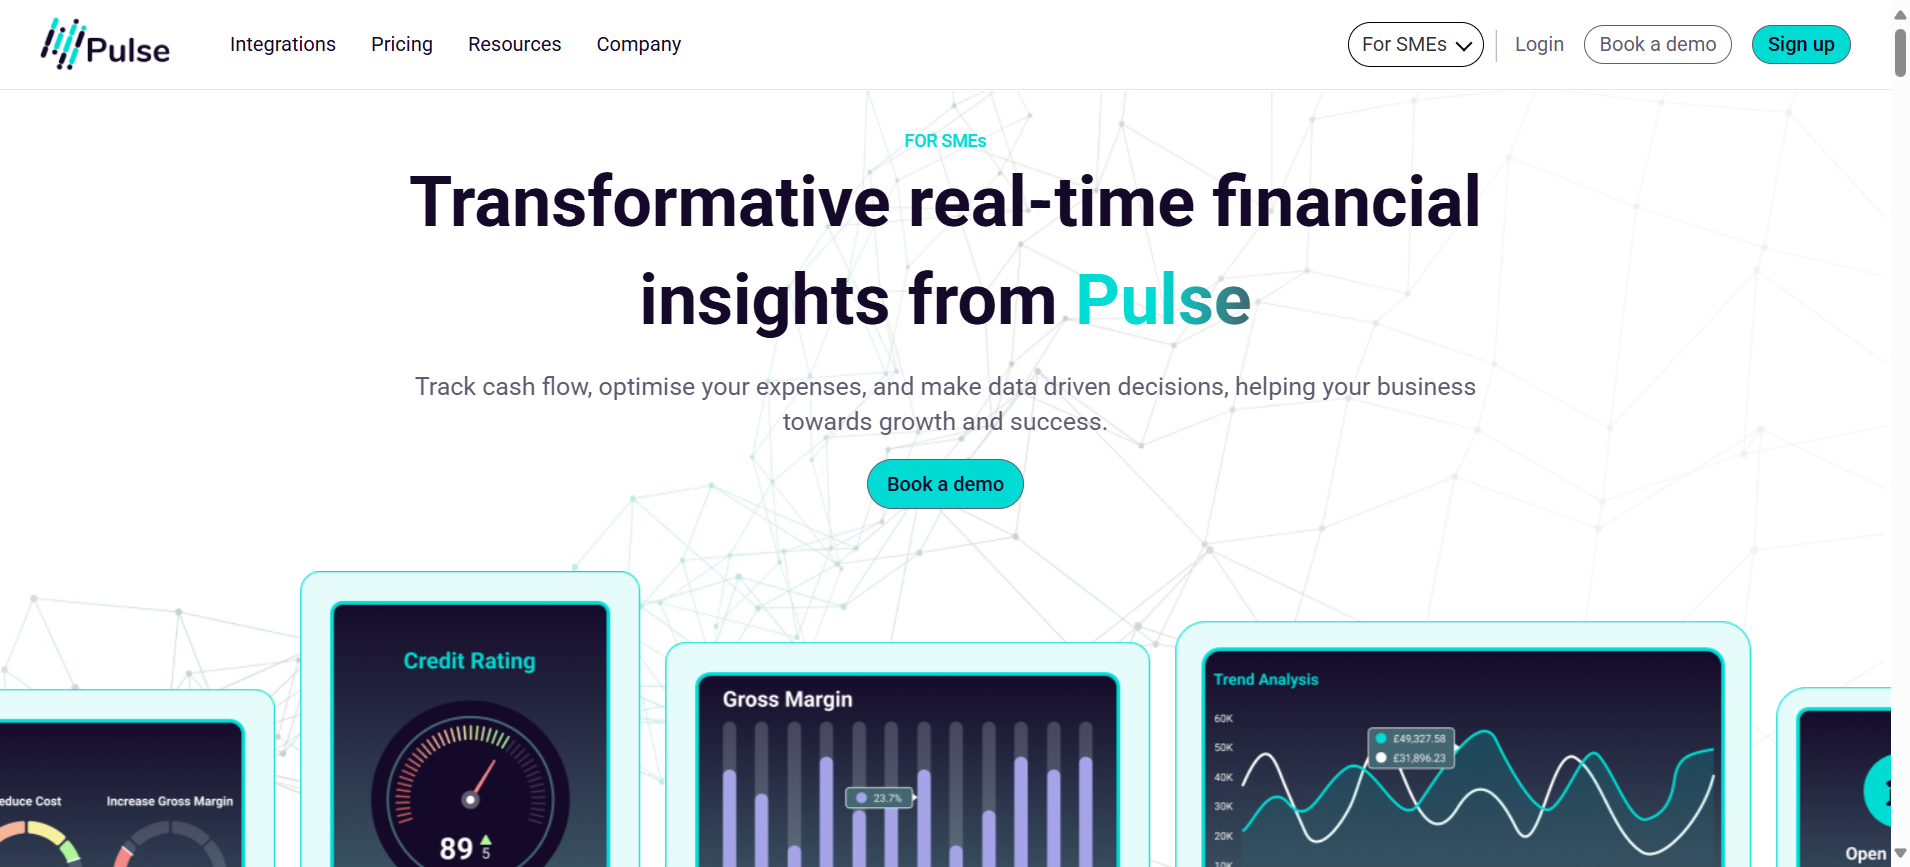 Pulse
Integrations
Pricing
Resources
Company
For SMEs
Login
Book a demo
Sign up
FOR SMEs
Transformative real-time financial
insights from Pulse
Track cash flow, optimise your expenses, and make data driven decisions, helping your business
towards growth and success.
Book a demo
educe Cost
Increase Gross Margin
Credit Rating
89
5
Gross Margin
23.7%
Trend Analysis
60K
50K
40K
30K
20K
10K
£49,327.58
£31,896.23
Open